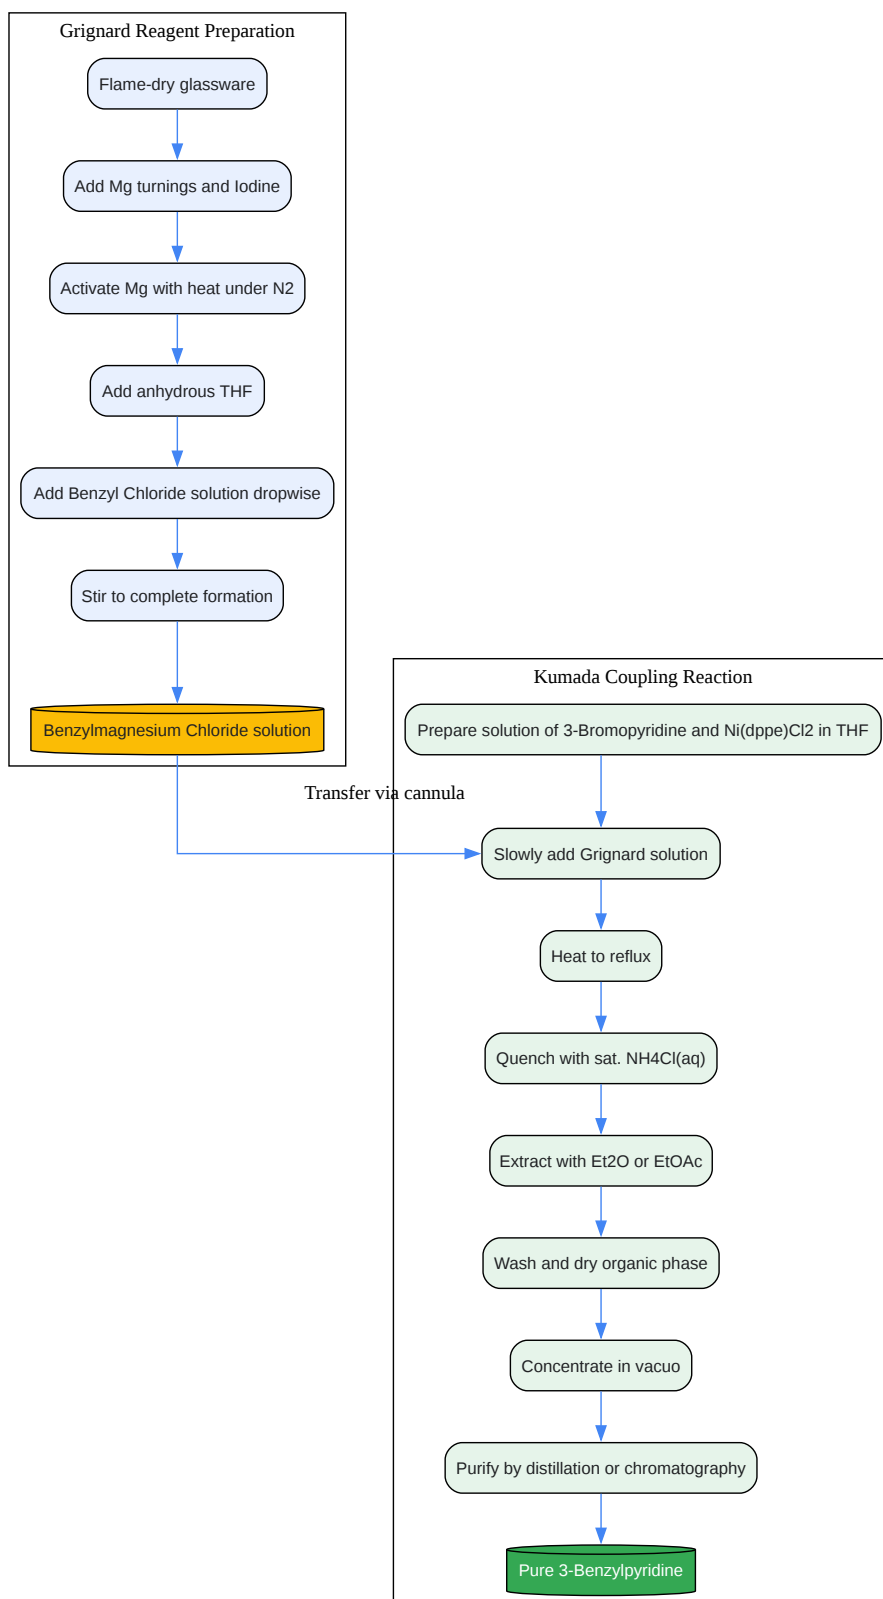 Grignard Reagent Preparation
Flame-dry glassware
Add Mg turnings and Iodine
Activate Mg with heat under N2
Add anhydrous THF
Add Benzyl Chloride solution dropwise
Stir to complete formation
Benzylmagnesium Chloride solution
Transfer via cannula
Kumada Coupling Reaction
Prepare solution of 3-Bromopyridine and Ni(dppe)Cl2 in THF
Slowly add Grignard solution
Heat to reflux
Quench with sat. NH4Cl(aq)
Extract with Et2O or EtOAc
Wash and dry organic phase
Concentrate in vacuo
Purify by distillation or chromatography
Pure 3-Benzylpyridine